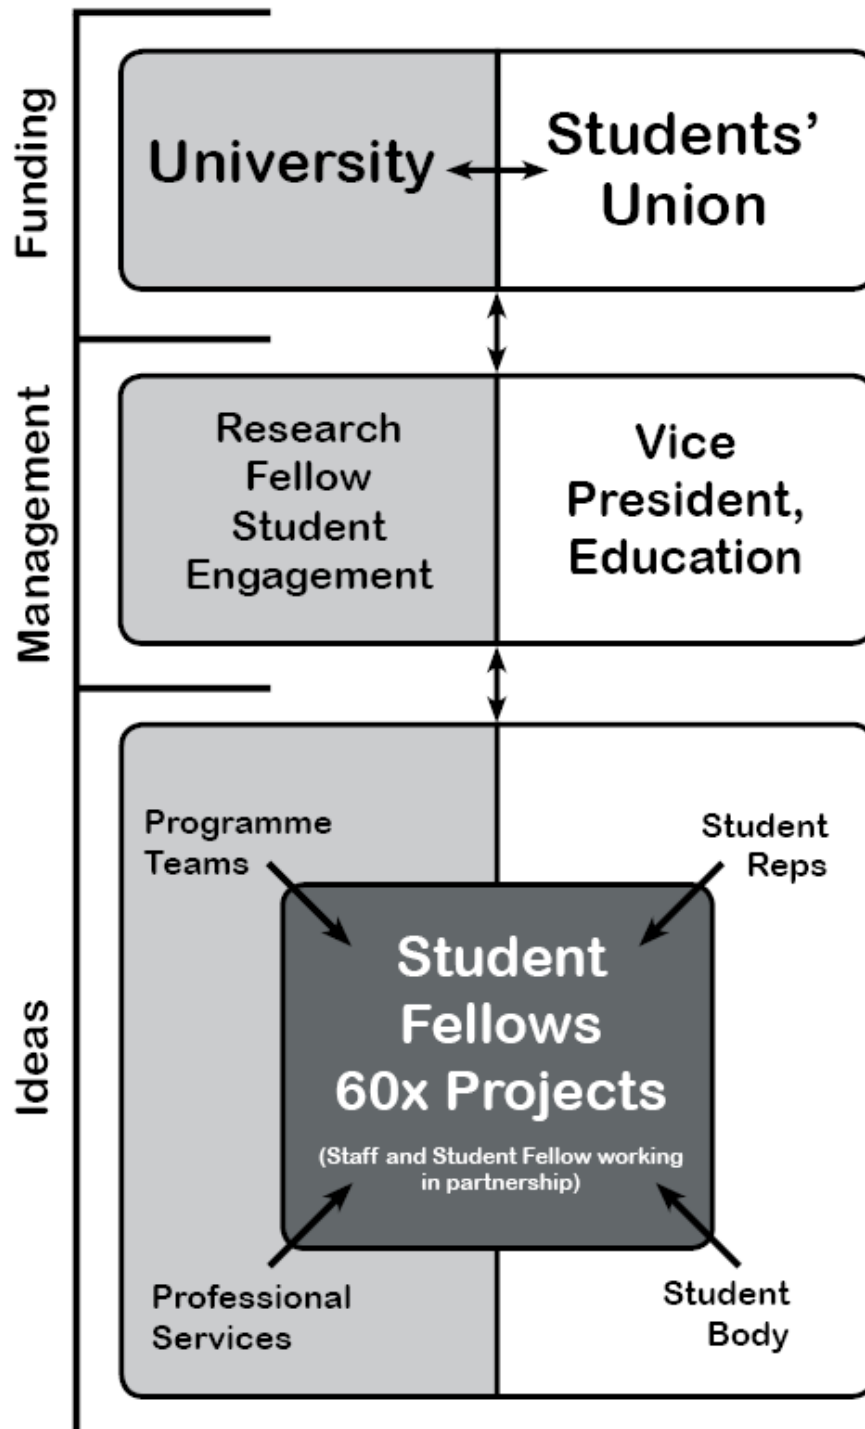 Funding
University
Students'
Union
Management
Research
Fellow
Student
Engagement
Vice
President,
Education
Ideas
Programme
Teams
Student
Reps
Student
Fellows
60x Projects
(Staff and Student Fellow working
in partnership)
Professional
Services
Student
Body